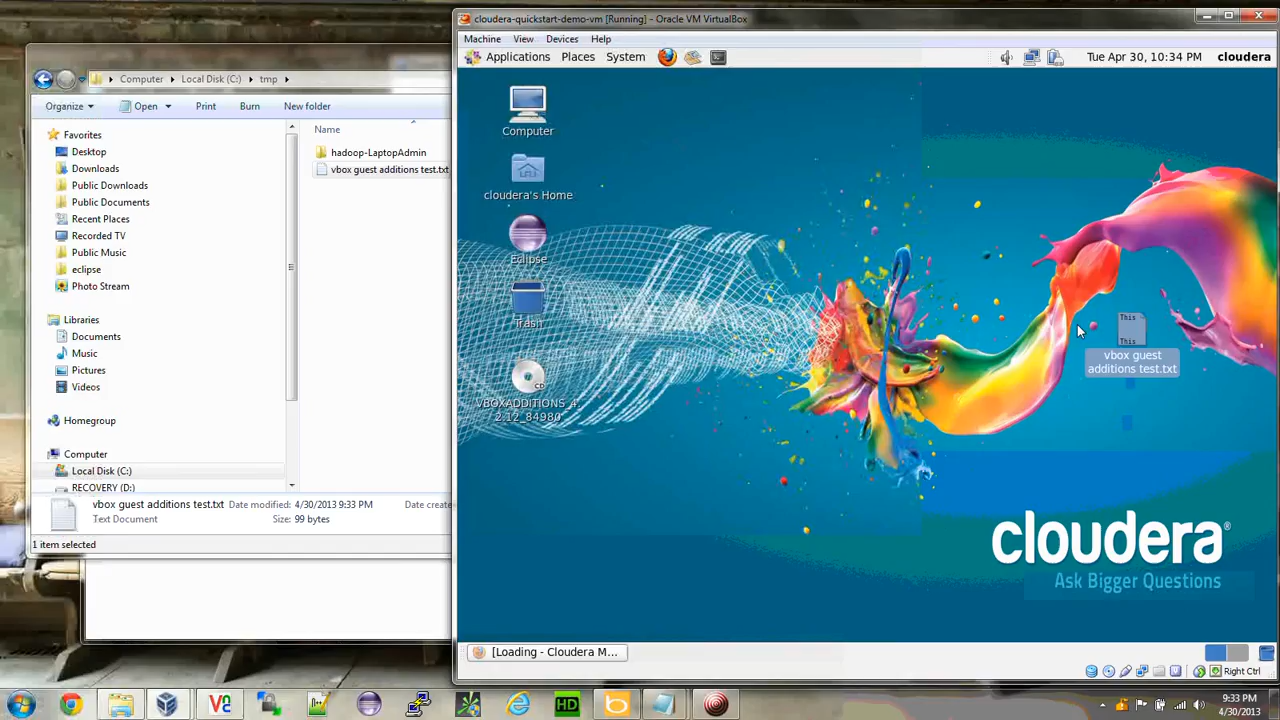 cloudera-quickstart-demo-vm [Running] - Oracle VM VirtualBox
Machine View Devices Help
Applications Places System
Tue Apr 30, 10:34 PM cloudera
Computer
cloudera's Home
Eclipse
Trash
VBOXADDITIONS_4.
2.12_84980
This
This
vbox guest
additions test.txt
cloudera®
Ask Bigger Questions
[Loading - Cloudera M...
Right Ctrl
Computer Local Disk (C:) tmp
Organize Open Print Burn New folder
Name
Favorites
Desktop
Downloads
Public Downloads
Public Documents
Recent Places
Recorded TV
Public Music
eclipse
Photo Stream
Libraries
Documents
Music
Pictures
Videos
Homegroup
Computer
Local Disk (C:)
RECOVERY (D:)
hadoop-LaptopAdmin
vbox guest additions test.txt
vbox guest additions test.txt Date modified: 4/30/2013 9:33 PM Date create
Text Document Size: 99 bytes
1 item selected
HD
9:33 PM
4/30/2013